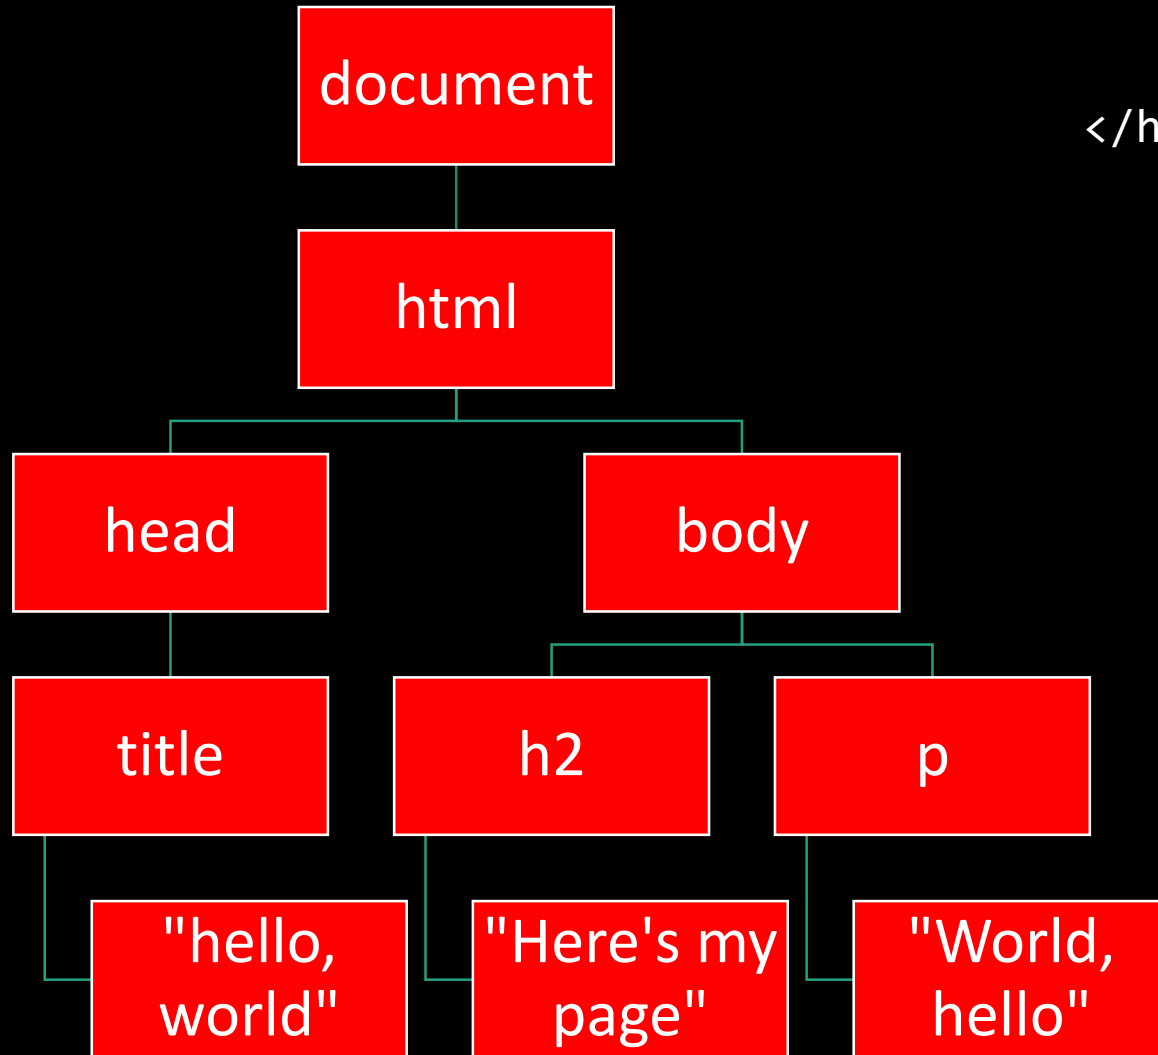 document
</h
html
head
body
title
h2
p
"hello,
world"
"Here's my
page"
"World,
hello"